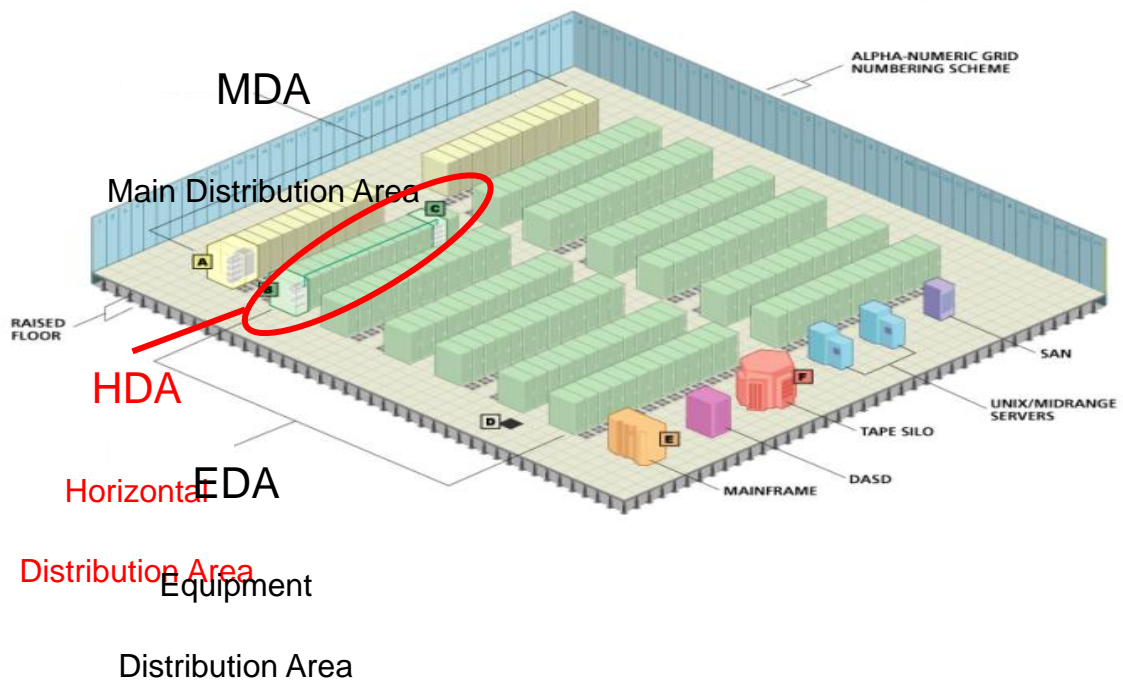 MDA
ALPHA-NUMERIC GRID
NUMBERING SCHEME
Main Distribution Area
C
A
B
RAISED
FLOOR
HDA
SAN
UNIX/MIDRANGE
SERVERS
F
TAPE SILO
D
E
DASD
MAINFRAME
EDA
Horizontal
Distribution Area
Equipment
Distribution Area